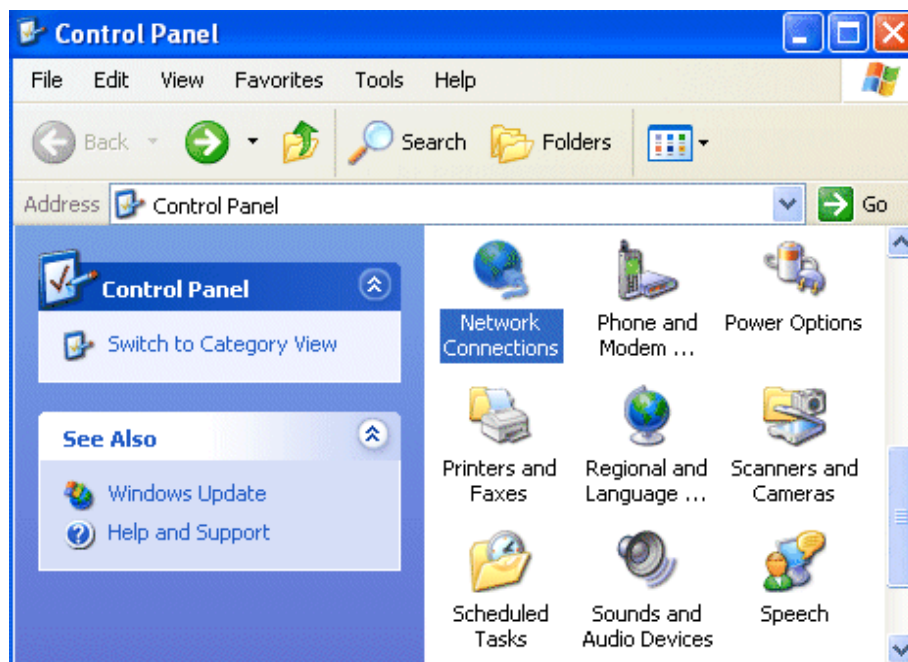 Control Panel
File Edit View Favorites Tools Help
Back Search Folders
Address Control Panel Go
Control Panel
Switch to Category View
See Also
Windows Update
Help and Support
Network
Connections
Phone and
Modem ...
Power Options
Printers and
Faxes
Regional and
Language ...
Scanners and
Cameras
Scheduled
Tasks
Sounds and
Audio Devices
Speech